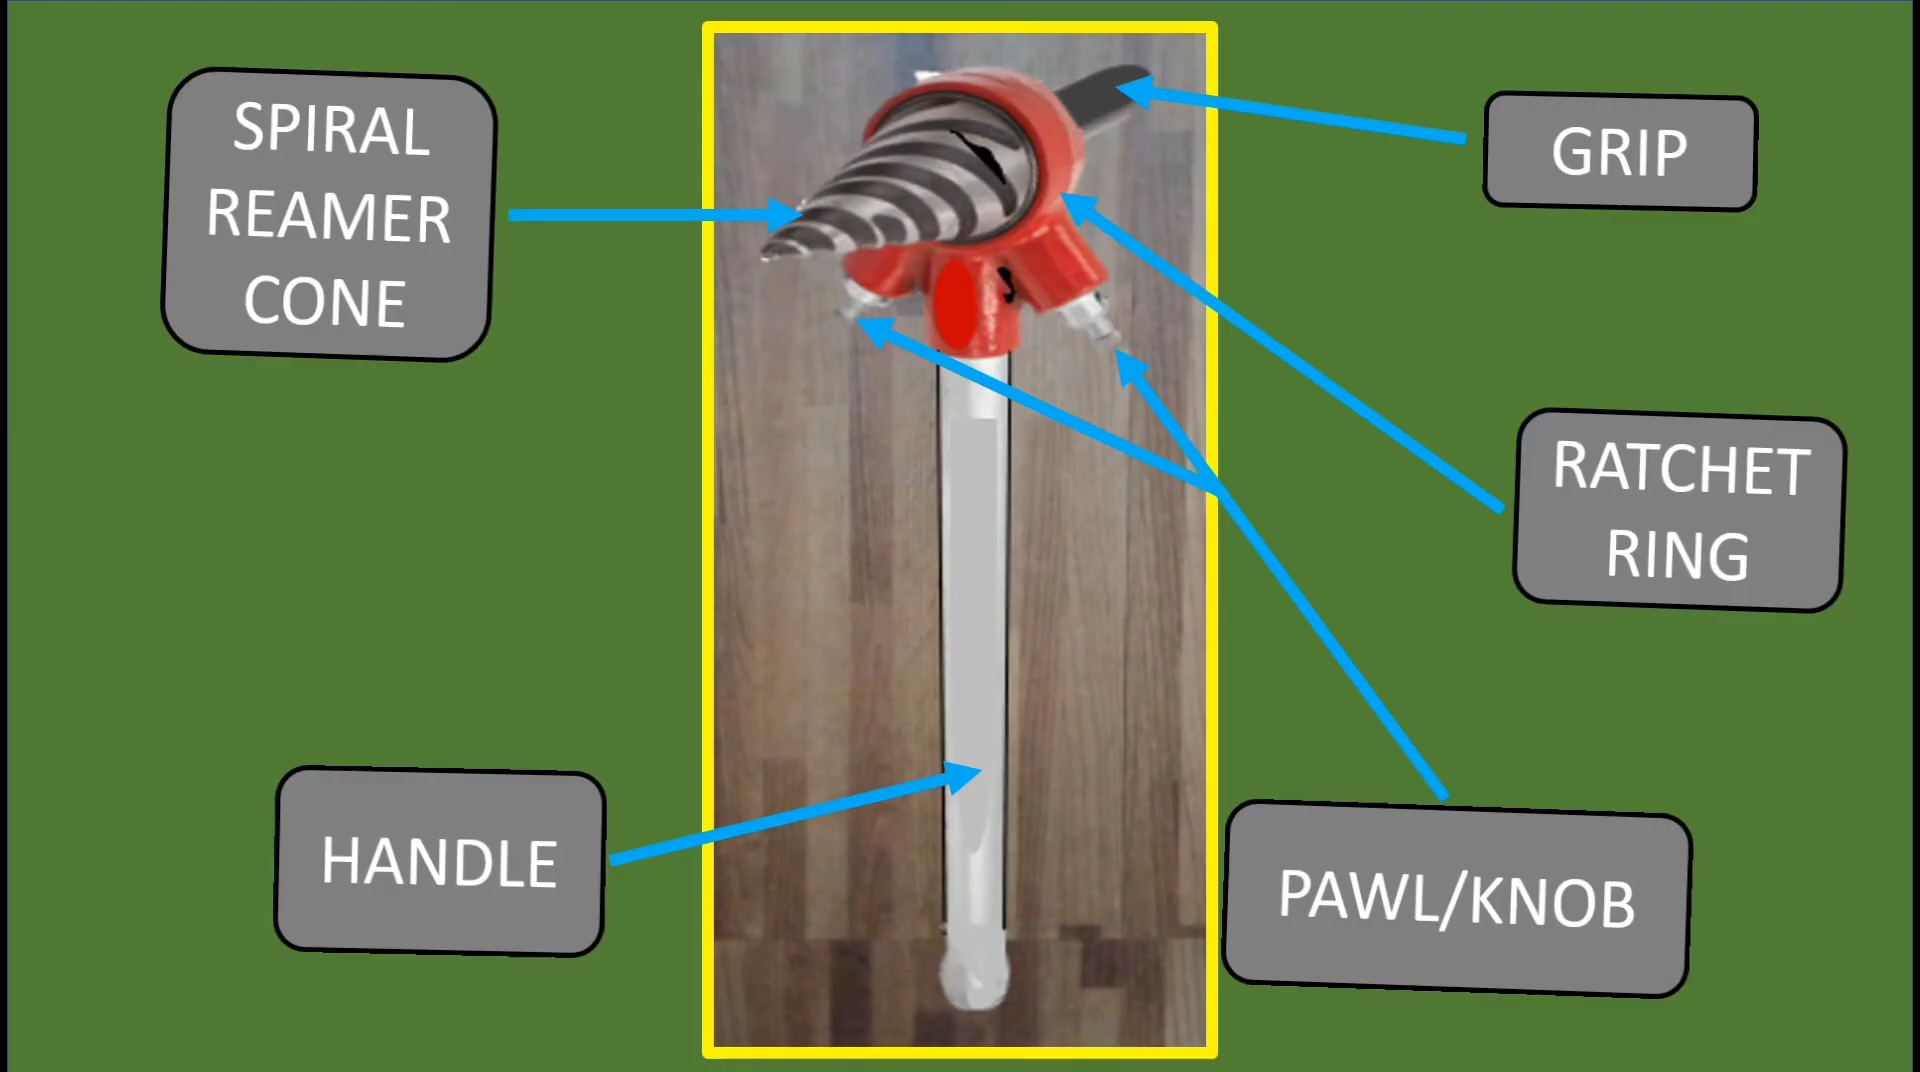 SPIRAL
REAMER
CONE
GRIP
RATCHET
RING
HANDLE
PAWL/KNOB